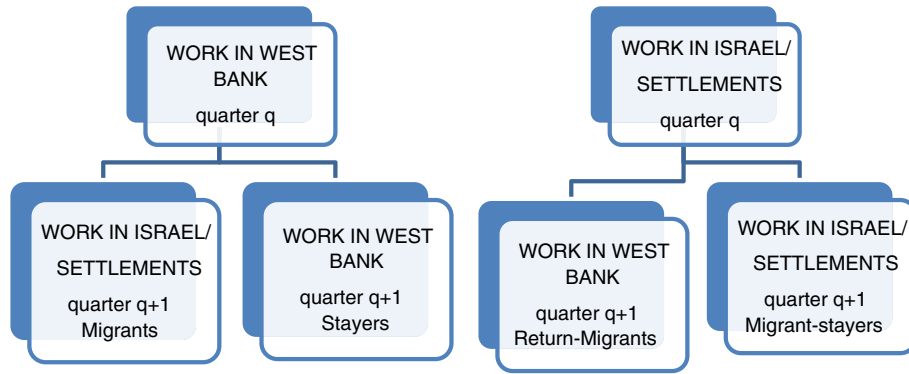 WORK IN WEST
BANK
quarter q
WORK IN ISRAEL/
SETTLEMENTS
quarter q
WORK IN ISRAEL/
SETTLEMENTS
quarter q+1
Migrants
WORK IN WEST
BANK
quarter q+1
Stayers
WORK IN WEST
BANK
quarter q+1
Return-Migrants
WORK IN ISRAEL/
SETTLEMENTS
quarter q+1
Migrant-stayers